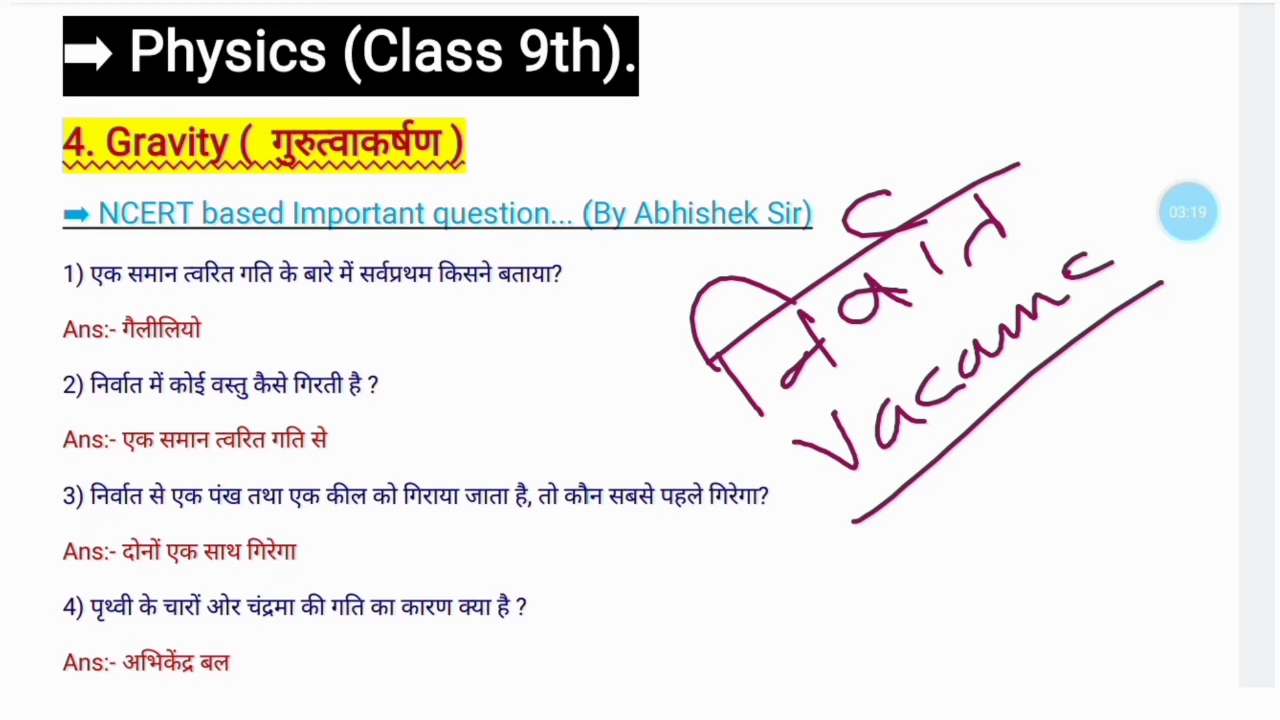 ➡ Physics (Class 9th).
4. Gravity ( गुरुत्वाकर्षण )
➡ NCERT based Important question... (By Abhishek Sir)
03:19
1) एक समान त्वरित गति के बारे में सर्वप्रथम किसने बताया?
Ans:- गैलीलियो
2) निर्वात में कोई वस्तु कैसे गिरती है ?
Ans:- एक समान त्वरित गति से
3) निर्वात से एक पंख तथा एक कील को गिराया जाता है, तो कौन सबसे पहले गिरेगा?
Ans:- दोनों एक साथ गिरेगा
4) पृथ्वी के चारों ओर चंद्रमा की गति का कारण क्या है ?
Ans:- अभिकेंद्र बल
निर्वात